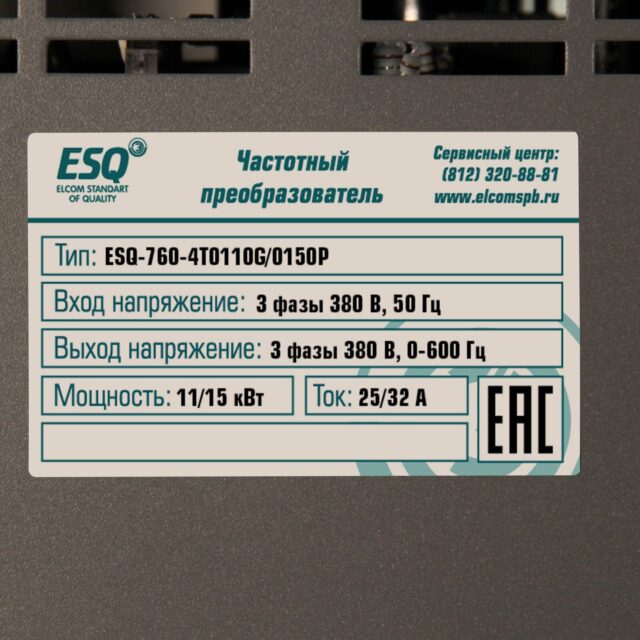 ESQ
ELCOM STANDART
OF QUALITY
Частотный
преобразователь
Сервисный центр:
(812) 320-88-81
www.elcomspb.ru
Тип: ESQ-760-4T0110G/0150P
Вход напряжение: 3 фазы 380 В, 50 Гц
Выход напряжение: 3 фазы 380 В, 0-600 Гц
Мощность: 11/15 кВт
Ток: 25/32 А
EAC